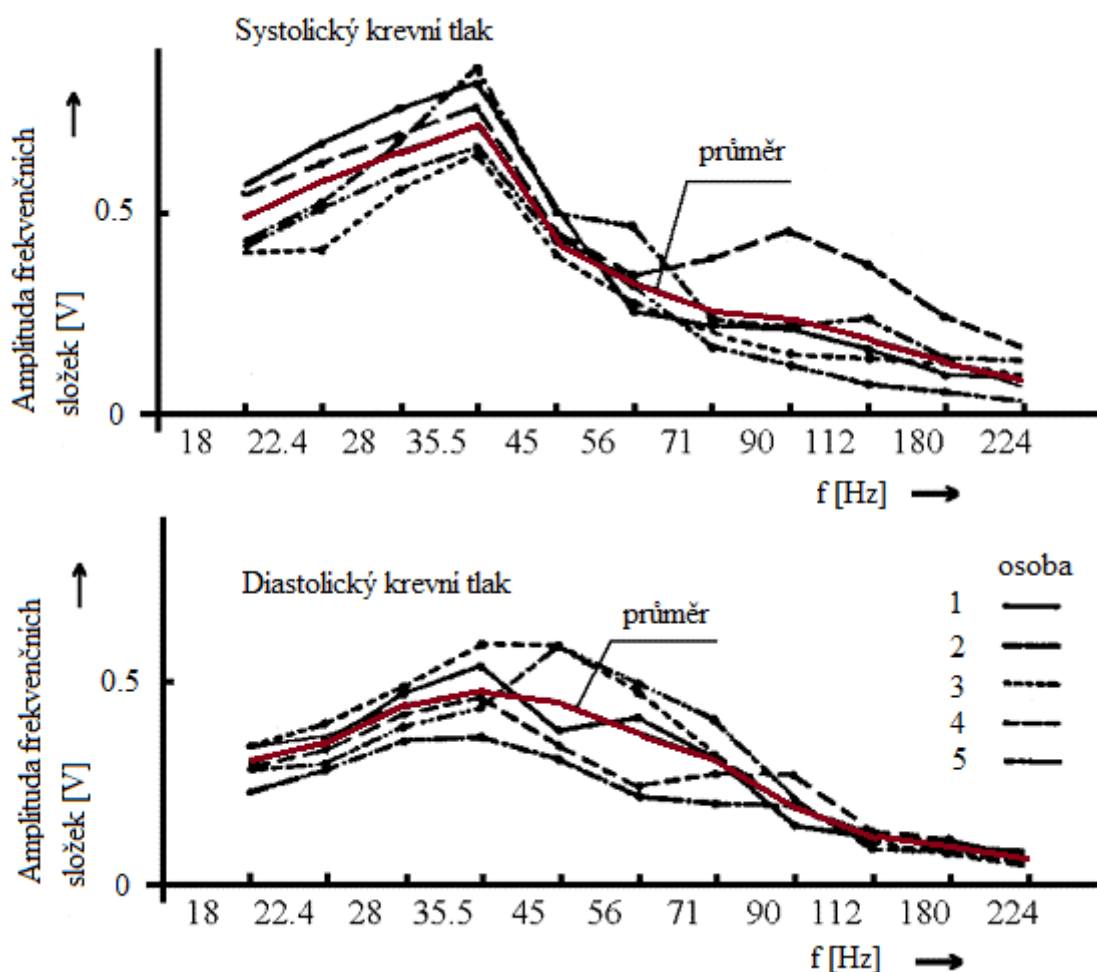 Systolický krevní tlak
Amplituda frekvenčních
složek [V]
průměr
0.5
0
18 22.4 28 35.5 45 56 71 90 112 180 224
f [Hz]
Diastolický krevní tlak
Amplituda frekvenčních
složek [V]
průměr
osoba
1
2
3
4
5
0.5
0
18 22.4 28 35.5 45 56 71 90 112 180 224
f [Hz]